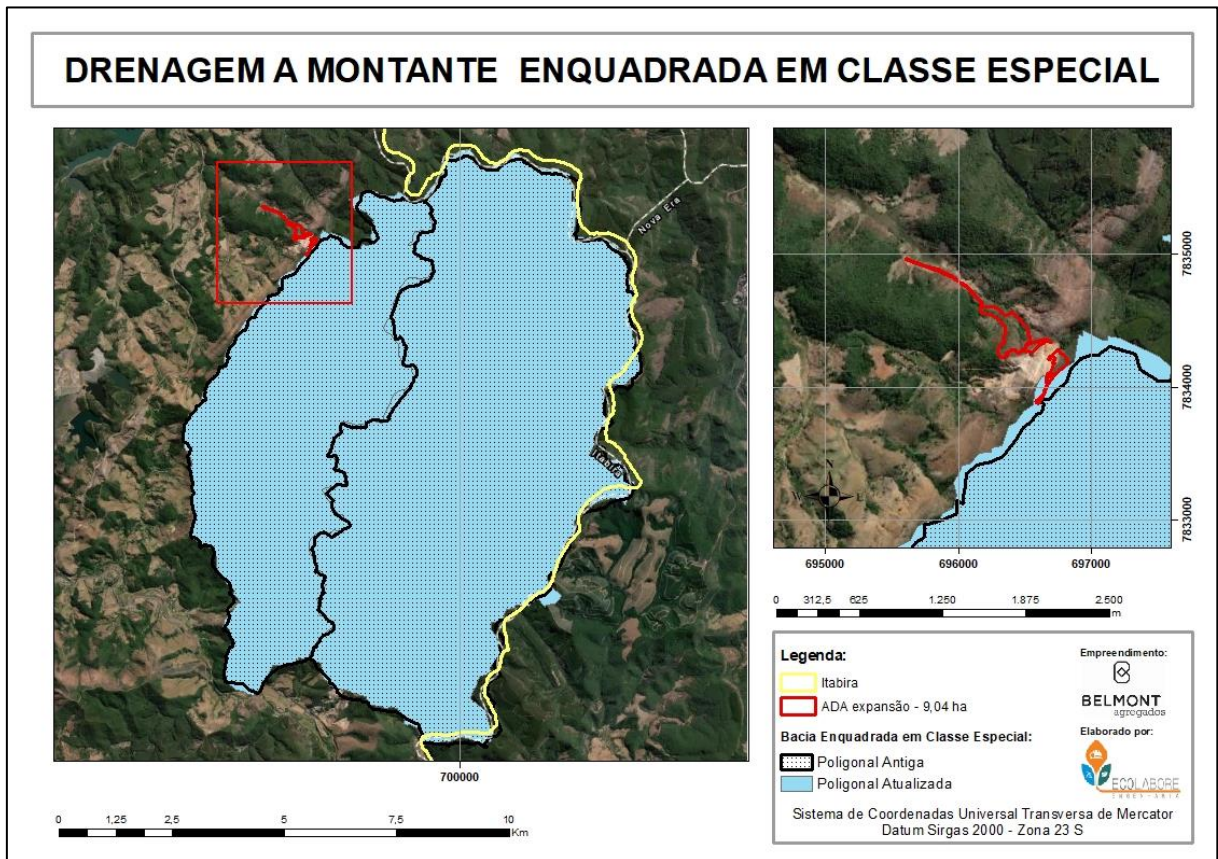 DRENAGEM A MONTANTE ENQUADRADA EM CLASSE ESPECIAL
Nova Era
Itabira
700000
0 1,25 2,5 5 7,5 10
Km
7835000
7834000
7833000
N
W E
S
695000 696000 697000
0 312,5 625 1.250 1.875 2.500
m
Legenda:
Itabira
ADA expansão - 9,04 ha
Bacia Enquadrada em Classe Especial:
Poligonal Antiga
Poligonal Atualizada
Empreendimento:
BELMONT
agregados
Elaborado por:
ECOLABORE
ENGENHARIA
Sistema de Coordenadas Universal Transversa de Mercator
Datum Sirgas 2000 - Zona 23 S